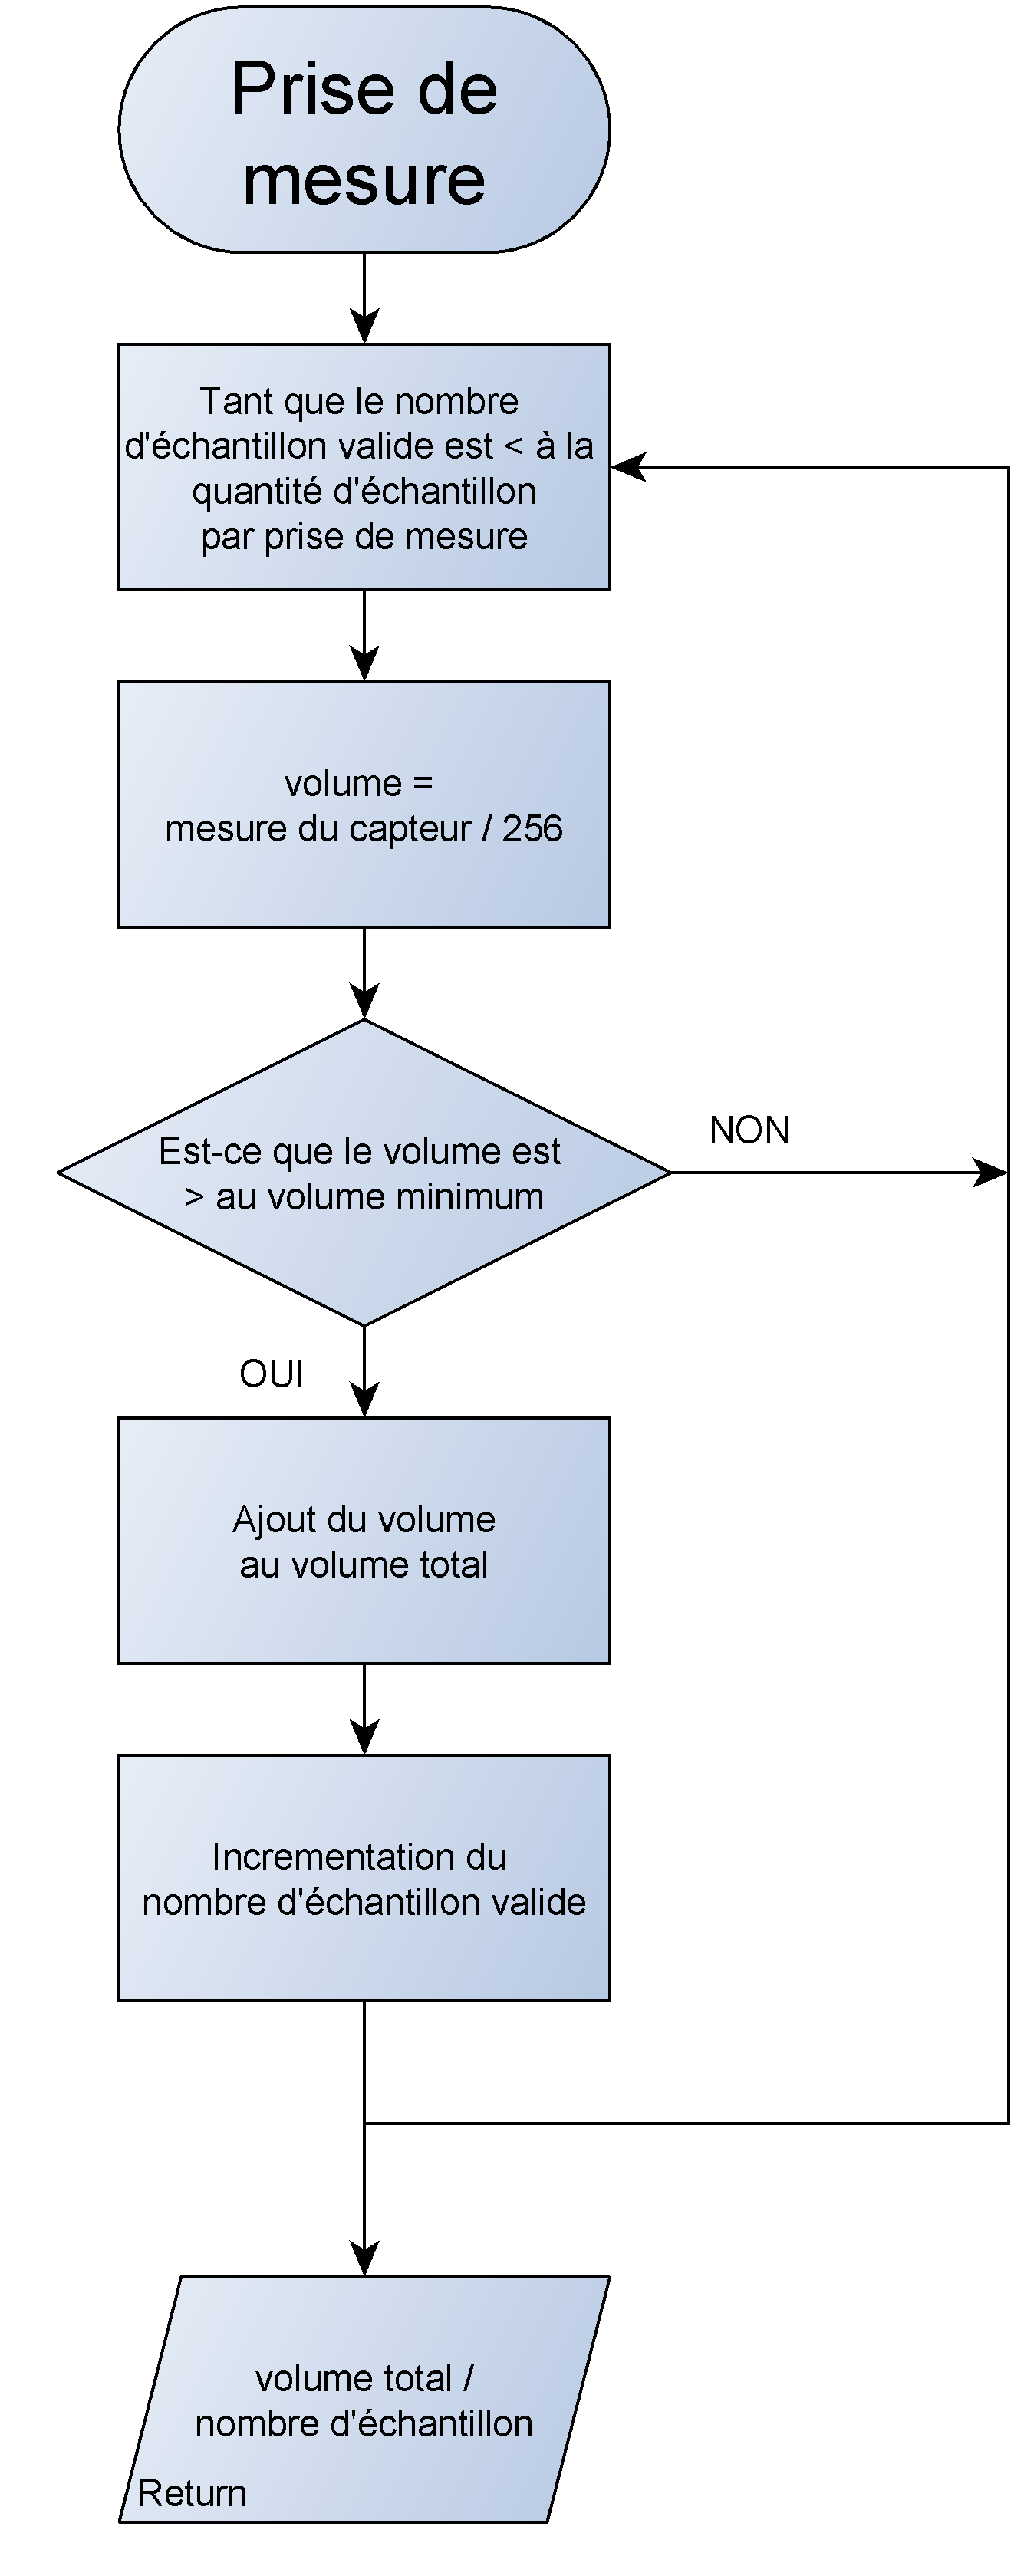 Prise de
mesure
Tant que le nombre
d'échantillon valide est < à la
quantité d'échantillon
par prise de mesure
volume =
mesure du capteur / 256
Est-ce que le volume est
> au volume minimum
NON
OUI
Ajout du volume
au volume total
Incrementation du
nombre d'échantillon valide
volume total /
nombre d'échantillon
Return